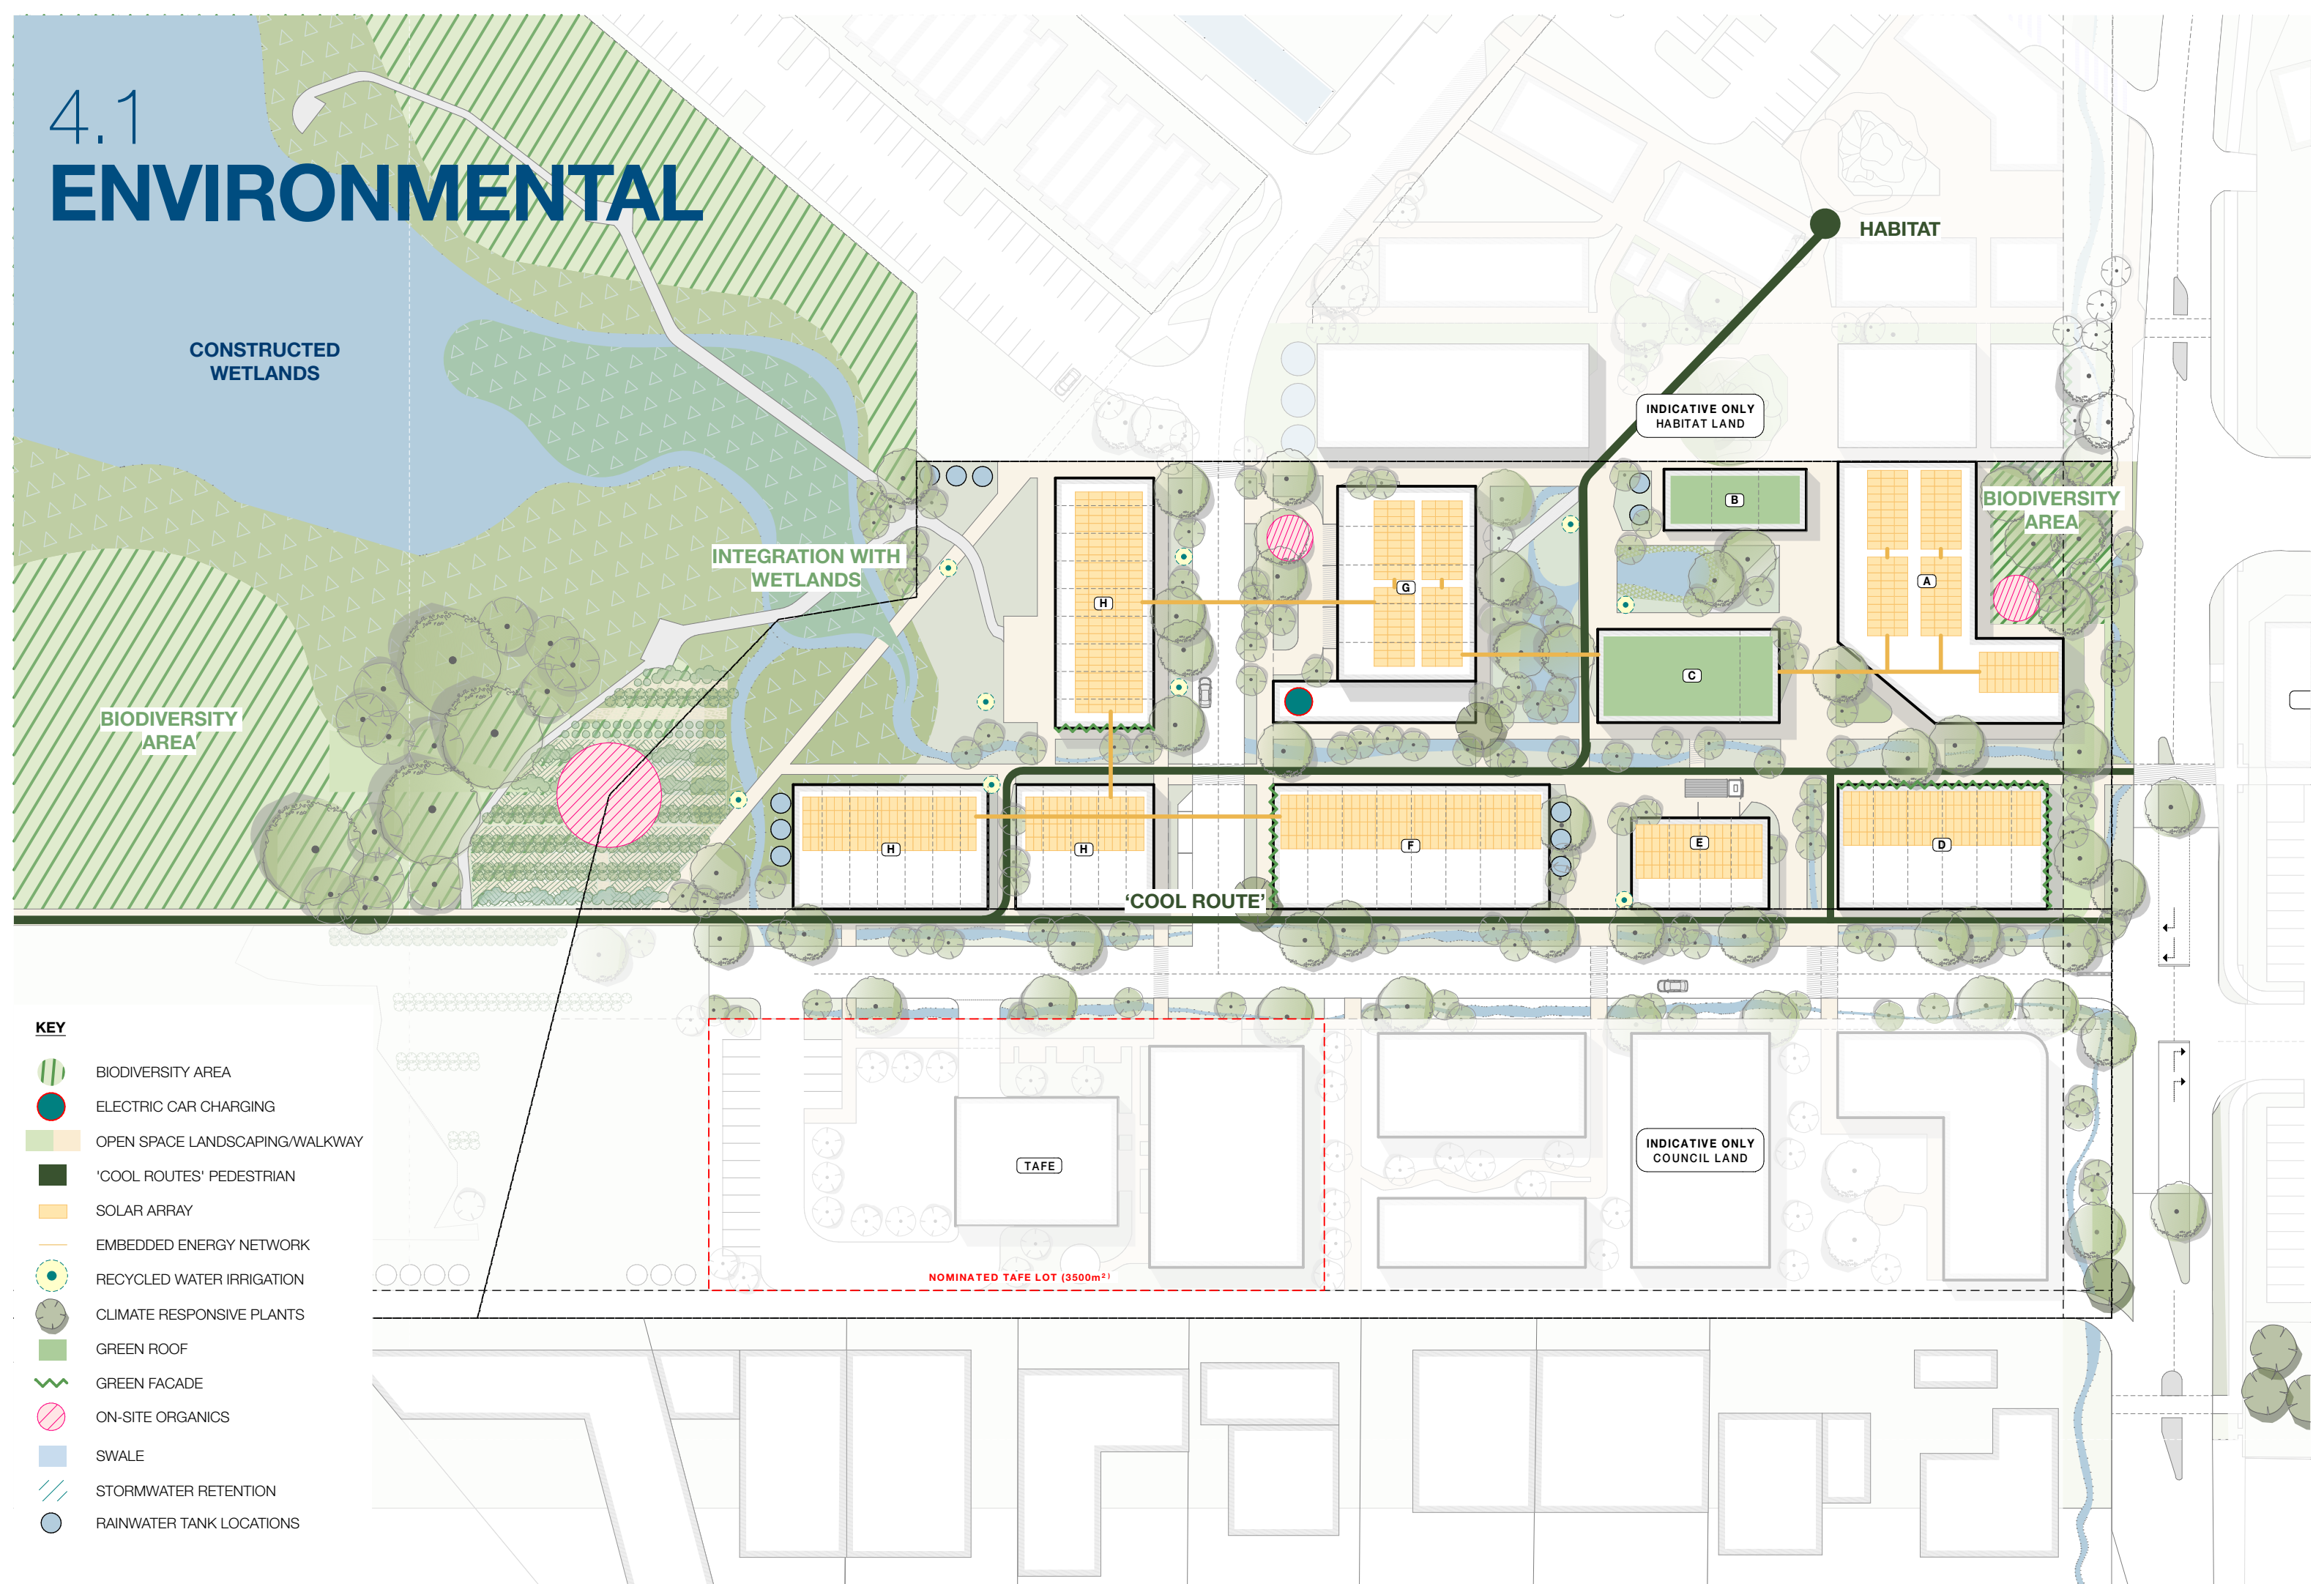 4.1
ENVIRONMENTAL
HABITAT
CONSTRUCTED
WETLANDS
INDICATIVE ONLY
HABITAT LAND
B
BIODIVERSITY
AREA
INTEGRATION WITH
WETLANDS
H
G
A
C
BIODIVERSITY
AREA
H
H
F
E
D
‘COOL ROUTE’
KEY
BIODIVERSITY AREA
ELECTRIC CAR CHARGING
OPEN SPACE LANDSCAPING/WALKWAY
'COOL ROUTES' PEDESTRIAN
SOLAR ARRAY
EMBEDDED ENERGY NETWORK
RECYCLED WATER IRRIGATION
CLIMATE RESPONSIVE PLANTS
GREEN ROOF
GREEN FACADE
ON-SITE ORGANICS
SWALE
STORMWATER RETENTION
RAINWATER TANK LOCATIONS
TAFE
INDICATIVE ONLY
COUNCIL LAND
NOMINATED TAFE LOT (3500m²)